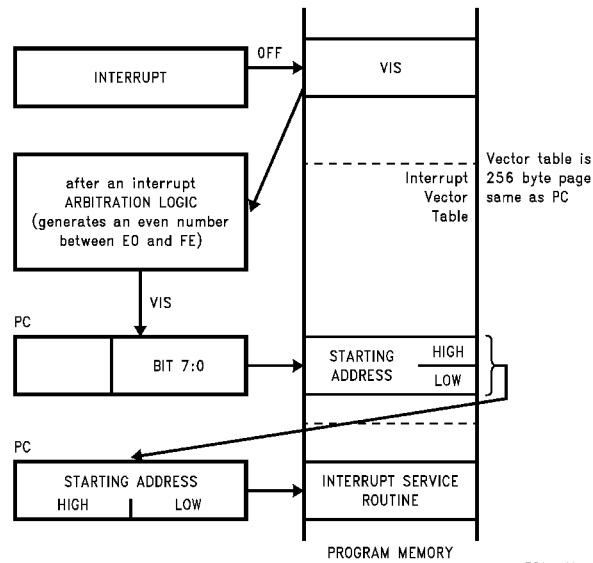 OFF
INTERRUPT
VIS
Vector table is
256 byte page
same as PC
Interrupt
Vector
Table
after an interrupt
ARBITRATION LOGIC
(generates an even number
between E0 and FE)
VIS
PC
BIT 7:0
STARTING
ADDRESS
HIGH
LOW
PC
STARTING ADDRESS
HIGH
LOW
INTERRUPT SERVICE
ROUTINE
PROGRAM MEMORY